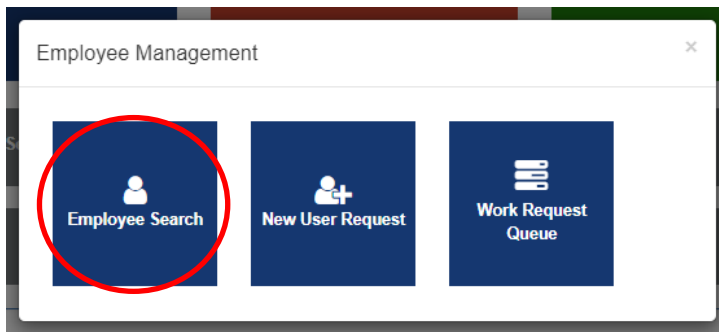 Employee Management
×
Employee Search
New User Request
Work Request
Queue